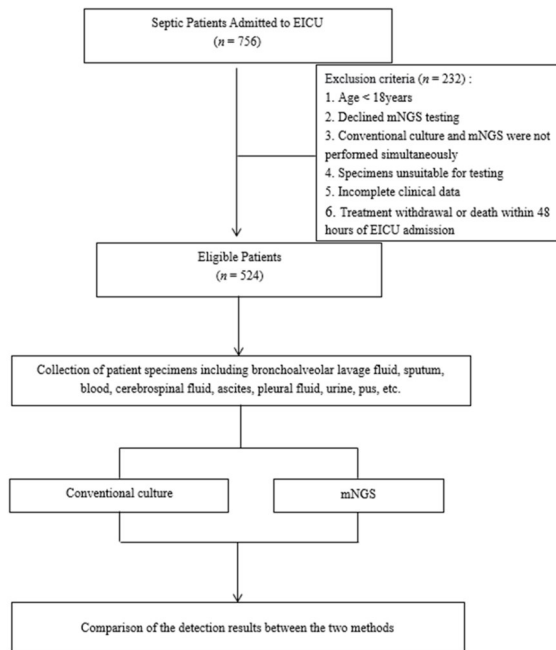 Septic Patients Admitted to EICU
(n = 756)
Exclusion criteria (n = 232) :
1. Age < 18years
2. Declined mNGS testing
3. Conventional culture and mNGS were not
performed simultaneously
4. Specimens unsuitable for testing
5. Incomplete clinical data
6. Treatment withdrawal or death within 48
hours of EICU admission
Eligible Patients
(n = 524)
Collection of patient specimens including bronchoalveolar lavage fluid, sputum,
blood, cerebrospinal fluid, ascites, pleural fluid, urine, pus, etc.
Conventional culture
mNGS
Comparison of the detection results between the two methods